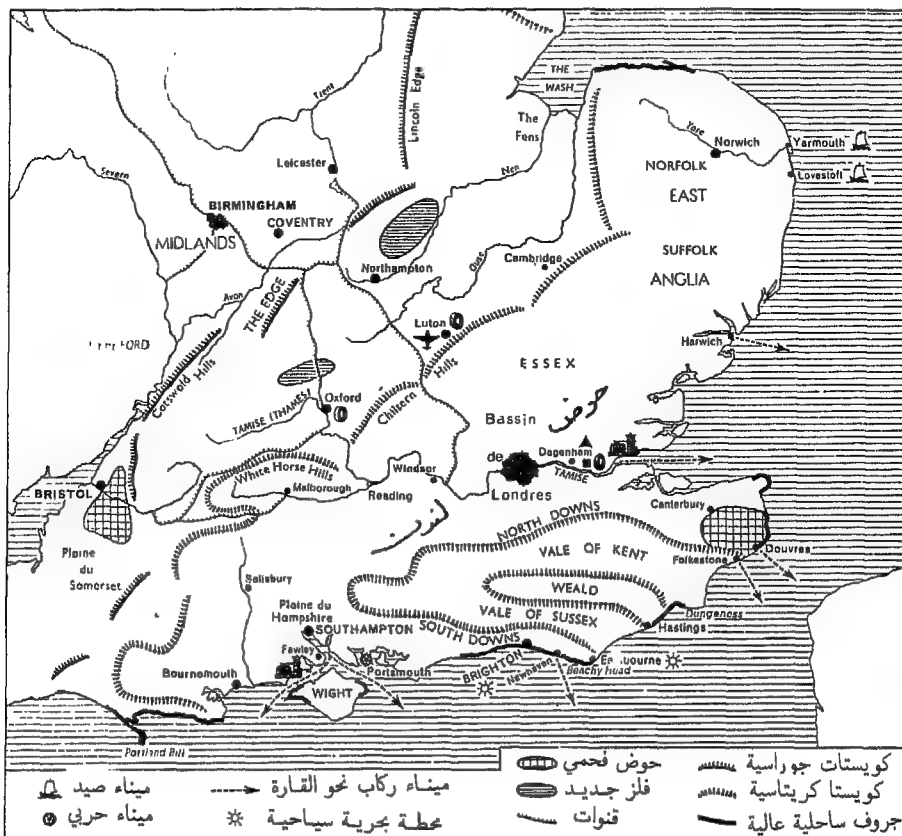 THE
WASH
Trent
Lincoln Edge
The
Fens
Yare
Norwich
Yarmouth
Lovestoft
Leicester
Nen
NORFOLK
EAST
Severn
BIRMINGHAM
COVENTRY
MIDLANDS
SUFFOLK
ANGLIA
Northampton
Ouse
Cambridge
Avon
THE EDGE
Luton
Harwich
ESSEX
Cotswald Hills
Hills
Chiltern
Oxford
TAMISE (THAMES)
Bassin
حوض
de
Dagenham
TAMISE
Londres
لندن
White Horse Hills
Windsor
BRISTOL
Malborough
Reading
Canterbury
NORTH DOWNS
Plaine
du
Somerset
VALE OF KENT
Douvres
Folkestone
Salisbury
WEALD
Plaine du
Hampshire
VALE OF SUSSEX
Dungeness
SOUTHAMPTON
SOUTH DOWNS
Hastings
Fawley
Bournemouth
Portsmouth
BRIGHTON
Newhaven
Beachy Head
WIGHT
Portland Bill
كويستات جوراسية
حوض فحمي
كويستا كريتاسية
فلز جديد
ميناء ركاب نحو القارة
ميناء صيد
جروف ساحلية عالية
قنوات
محطة بحرية سياحية
ميناء حربي